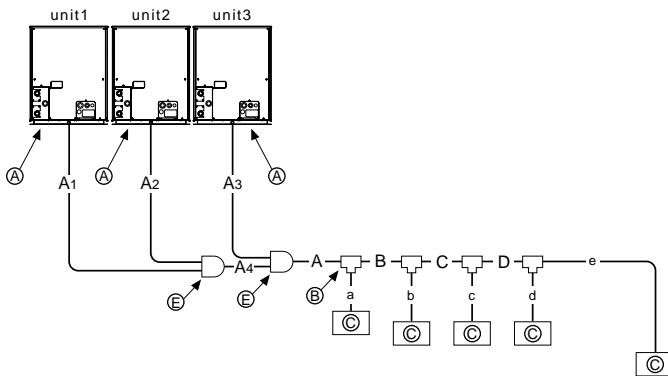 unit1 unit2 unit3
Ⓐ Ⓐ Ⓐ
A1 A2 A3
A4 A B C D e
Ⓔ Ⓔ Ⓑ
a b c d
Ⓒ Ⓒ Ⓒ Ⓒ
Ⓒ